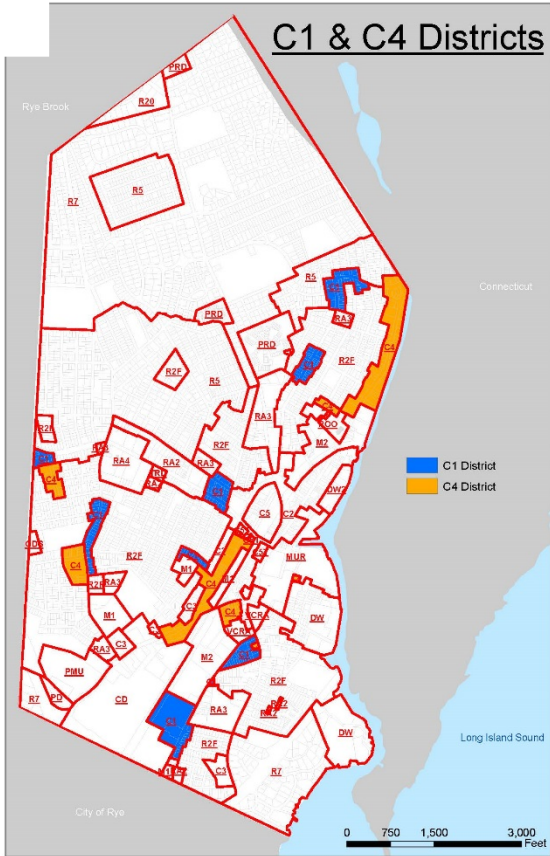 C1 & C4 Districts
PRD
Rye Brook
R20
R5
R7
R5
Connecticut
RA3
PRD
PRD
C4
R2F
R2F
R5
R2F
RA3
M2
RA4
RA2
RA3
C1 District
C4 District
C4
C1
C5
C2
DW2
R2F
MUR
C4
M1
C4
C4
RA3
C3
DW
M1
VCRA
C3
RA3
M2
R2F
PMU
CD
R7
PD
C1
RA3
DW
Long Island Sound
R2F
C3
R7
City of Rye
0 750 1,500 3,000
Feet